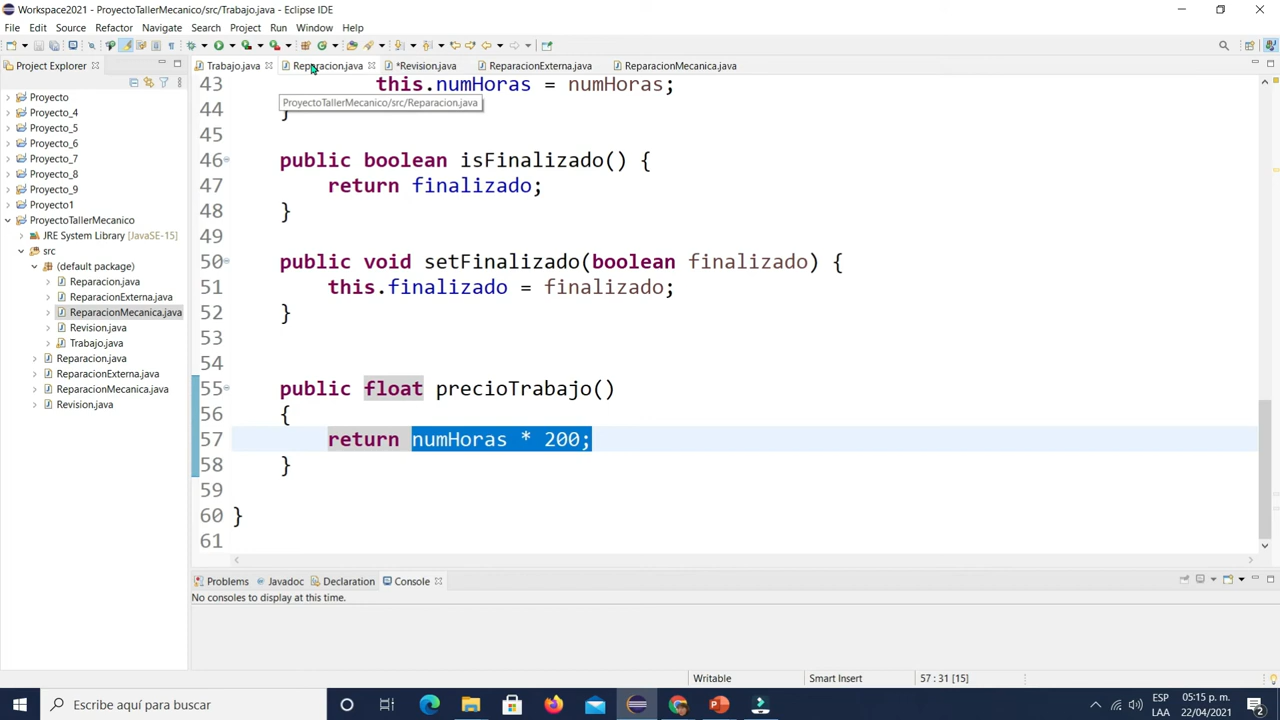 Workspace2021 - ProyectoTallerMecanico/src/Trabajo.java - Eclipse IDE
File Edit Source Refactor Navigate Search Project Run Window Help
Project Explorer
Trabajo.java Reparacion.java *Revision.java ReparacionExterna.java ReparacionMecanica.java
ProyectoTallerMecanico/src/Reparacion.java
Proyecto
Proyecto_4
Proyecto_5
Proyecto_6
Proyecto_7
Proyecto_8
Proyecto_9
Proyecto1
ProyectoTallerMecanico
JRE System Library [JavaSE-15]
src
(default package)
Reparacion.java
ReparacionExterna.java
ReparacionMecanica.java
Revision.java
Trabajo.java
Reparacion.java
ReparacionExterna.java
ReparacionMecanica.java
Revision.java
43 this.numHoras = numHoras;
44 }
45
46 public boolean isFinalizado() {
47 return finalizado;
48 }
49
50 public void setFinalizado(boolean finalizado) {
51 this.finalizado = finalizado;
52 }
53
54
55 public float precioTrabajo()
56 {
57 return numHoras * 200;
58 }
59
60 }
61
Problems Javadoc Declaration Console
No consoles to display at this time.
Writable Smart Insert 57 : 31 [15]
Escribe aquí para buscar
ESP
LAA
05:15 p. m.
22/04/2021
2